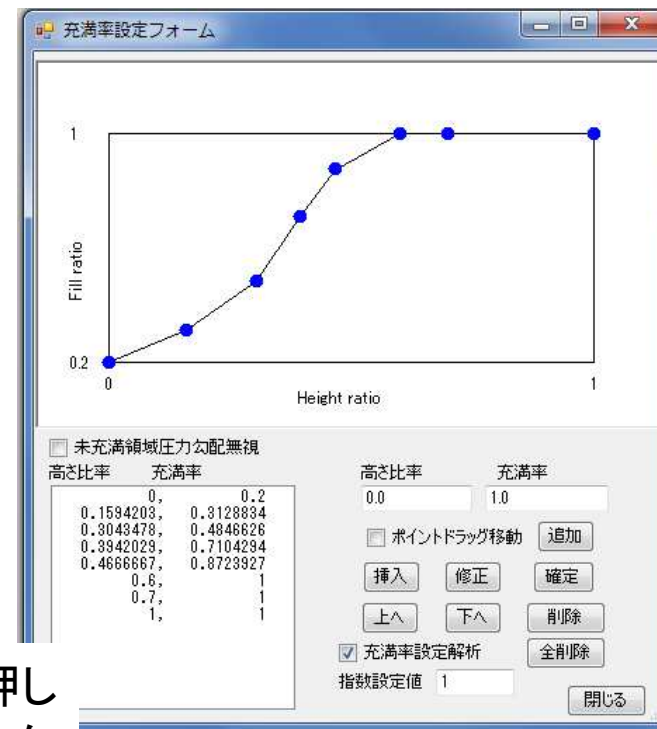 充満率設定フォーム
1
Fill ratio
0.2
0
1
Height ratio
未充満領域圧力勾配無視
高さ比率 充満率
0, 0.2
0.1594203, 0.3128834
0.3043478, 0.4846626
0.3942029, 0.7104294
0.4666667, 0.8723927
0.6, 1
0.7, 1
1, 1
高さ比率 充満率
0.0 1.0
ポイントドラッグ移動 追加
挿入 修正 確定
上へ 下へ 削除
充満率設定解析 全削除
指数設定値 1
閉じる
押し